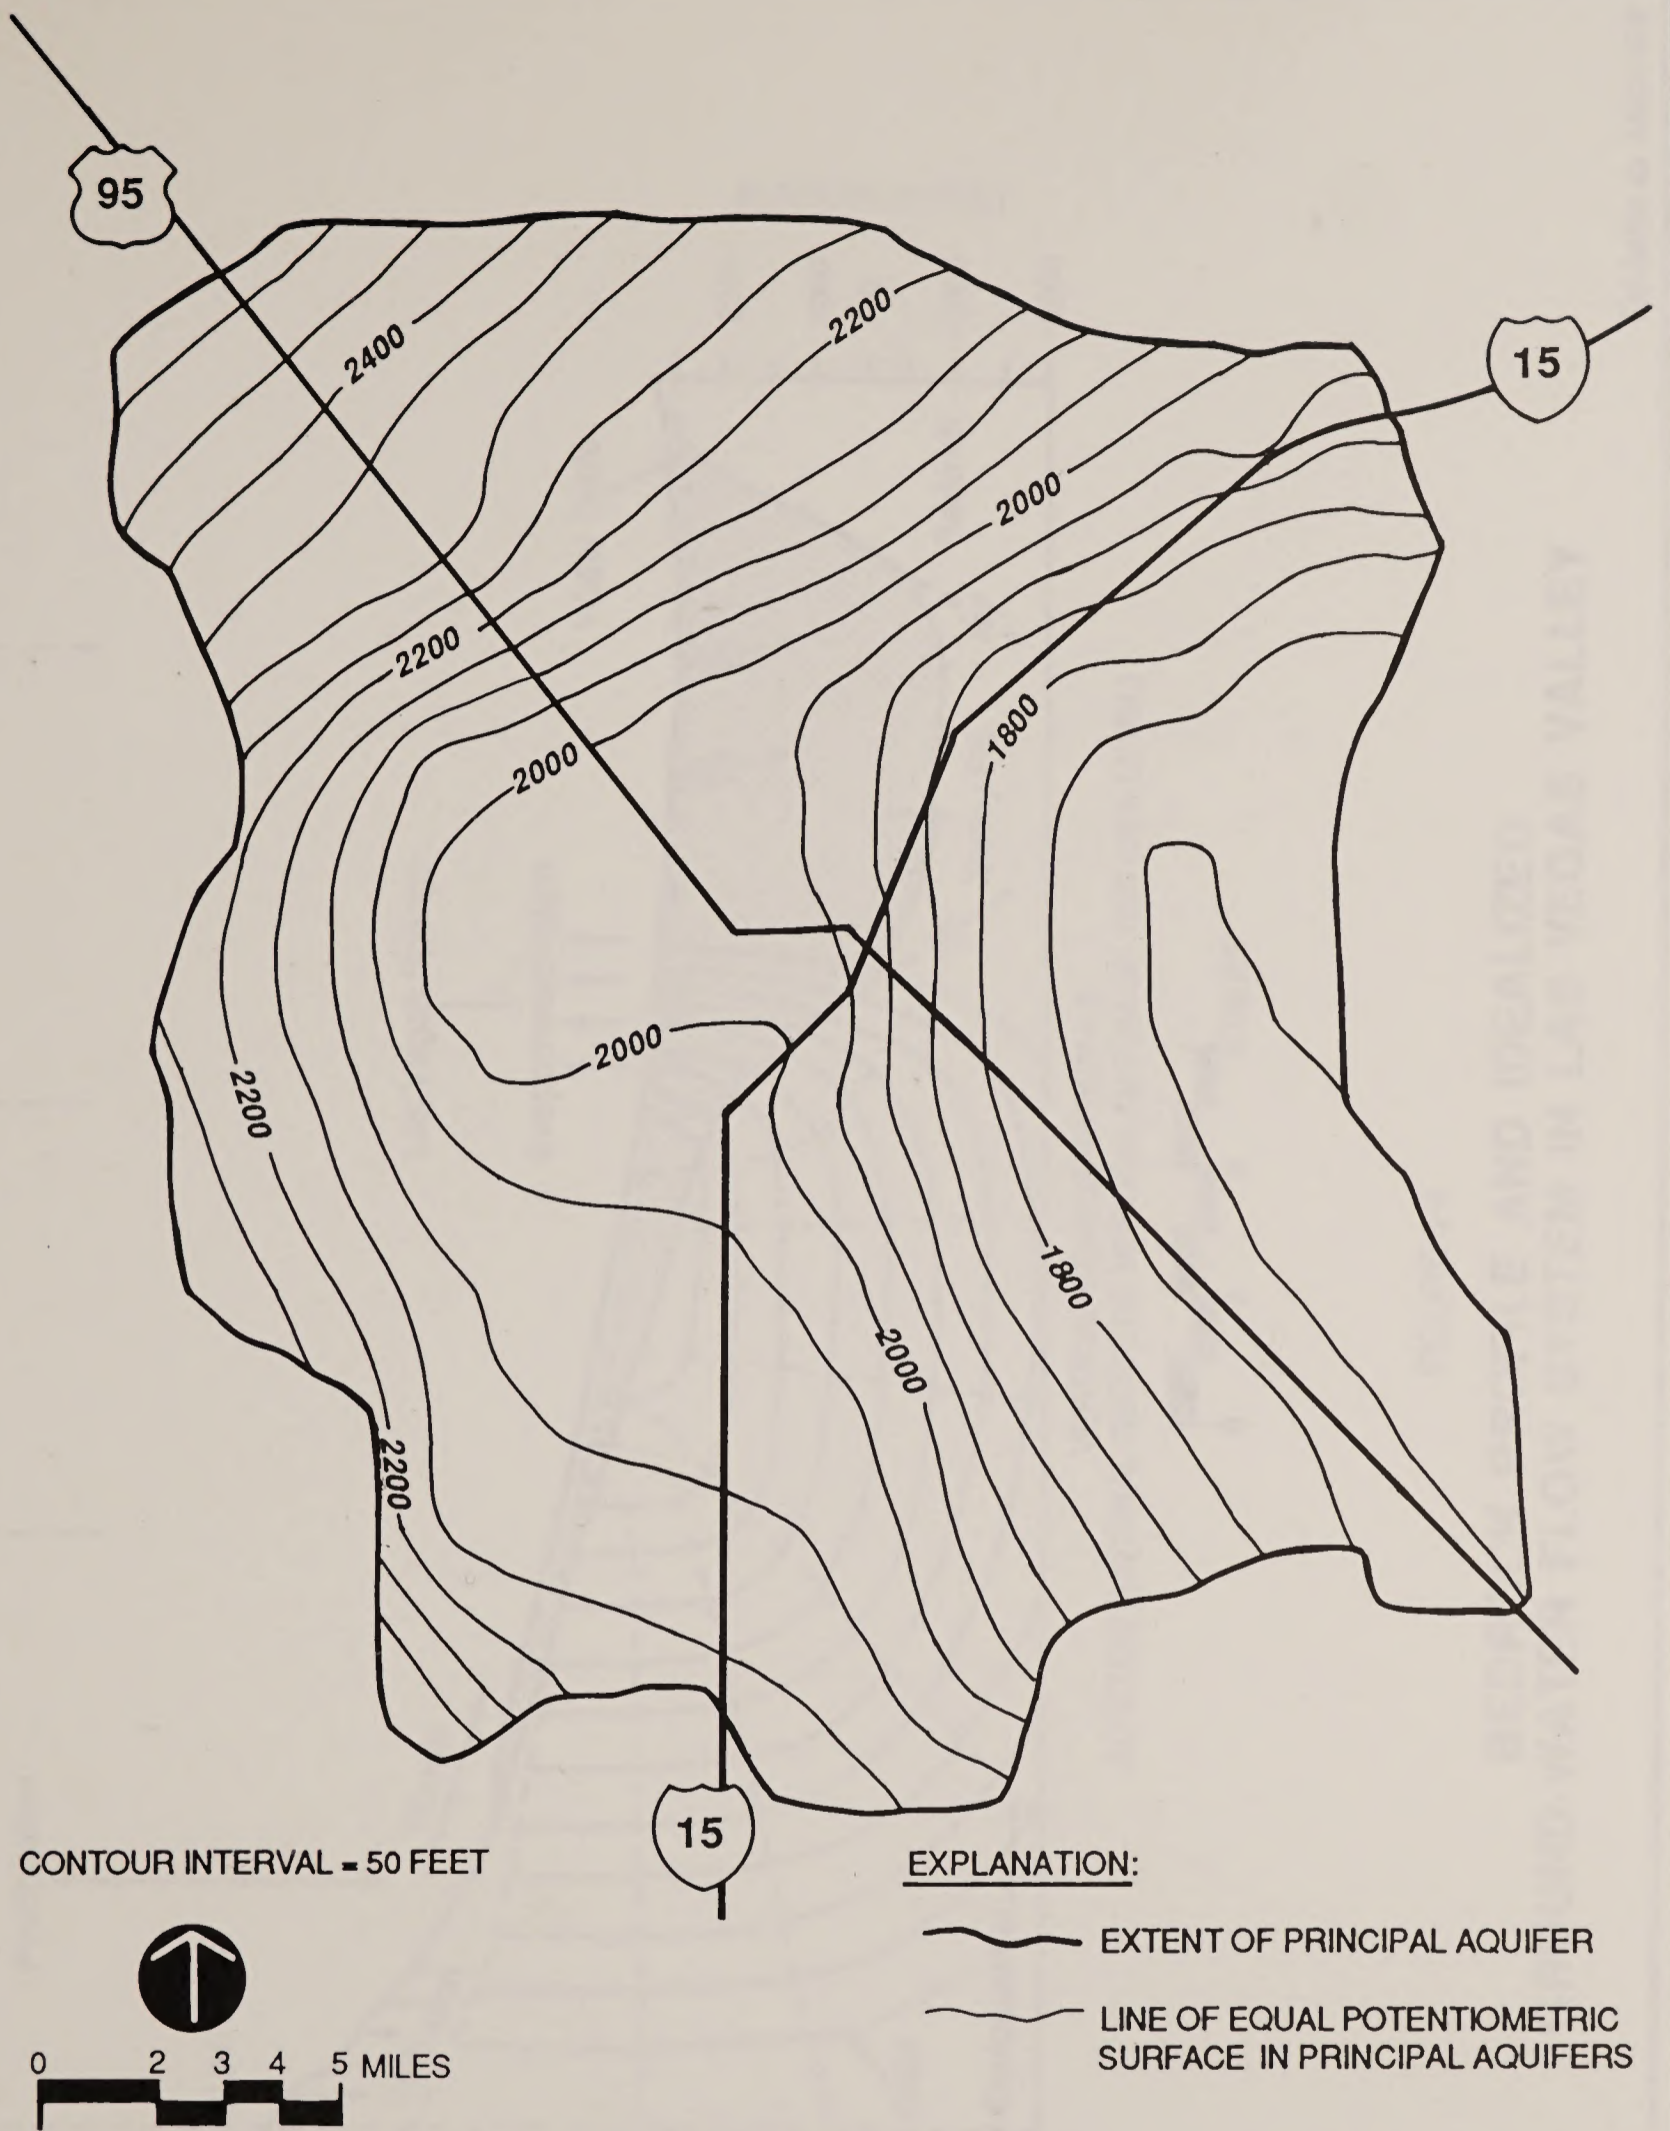 95
15
2400
2200
2000
2200
1800
2000
2000
2200
1800
2000
2200
15
CONTOUR INTERVAL = 50 FEET
EXPLANATION:
EXTENT OF PRINCIPAL AQUIFER
LINE OF EQUAL POTENTIOMETRIC
SURFACE IN PRINCIPAL AQUIFERS
0 2 3 4 5 MILES